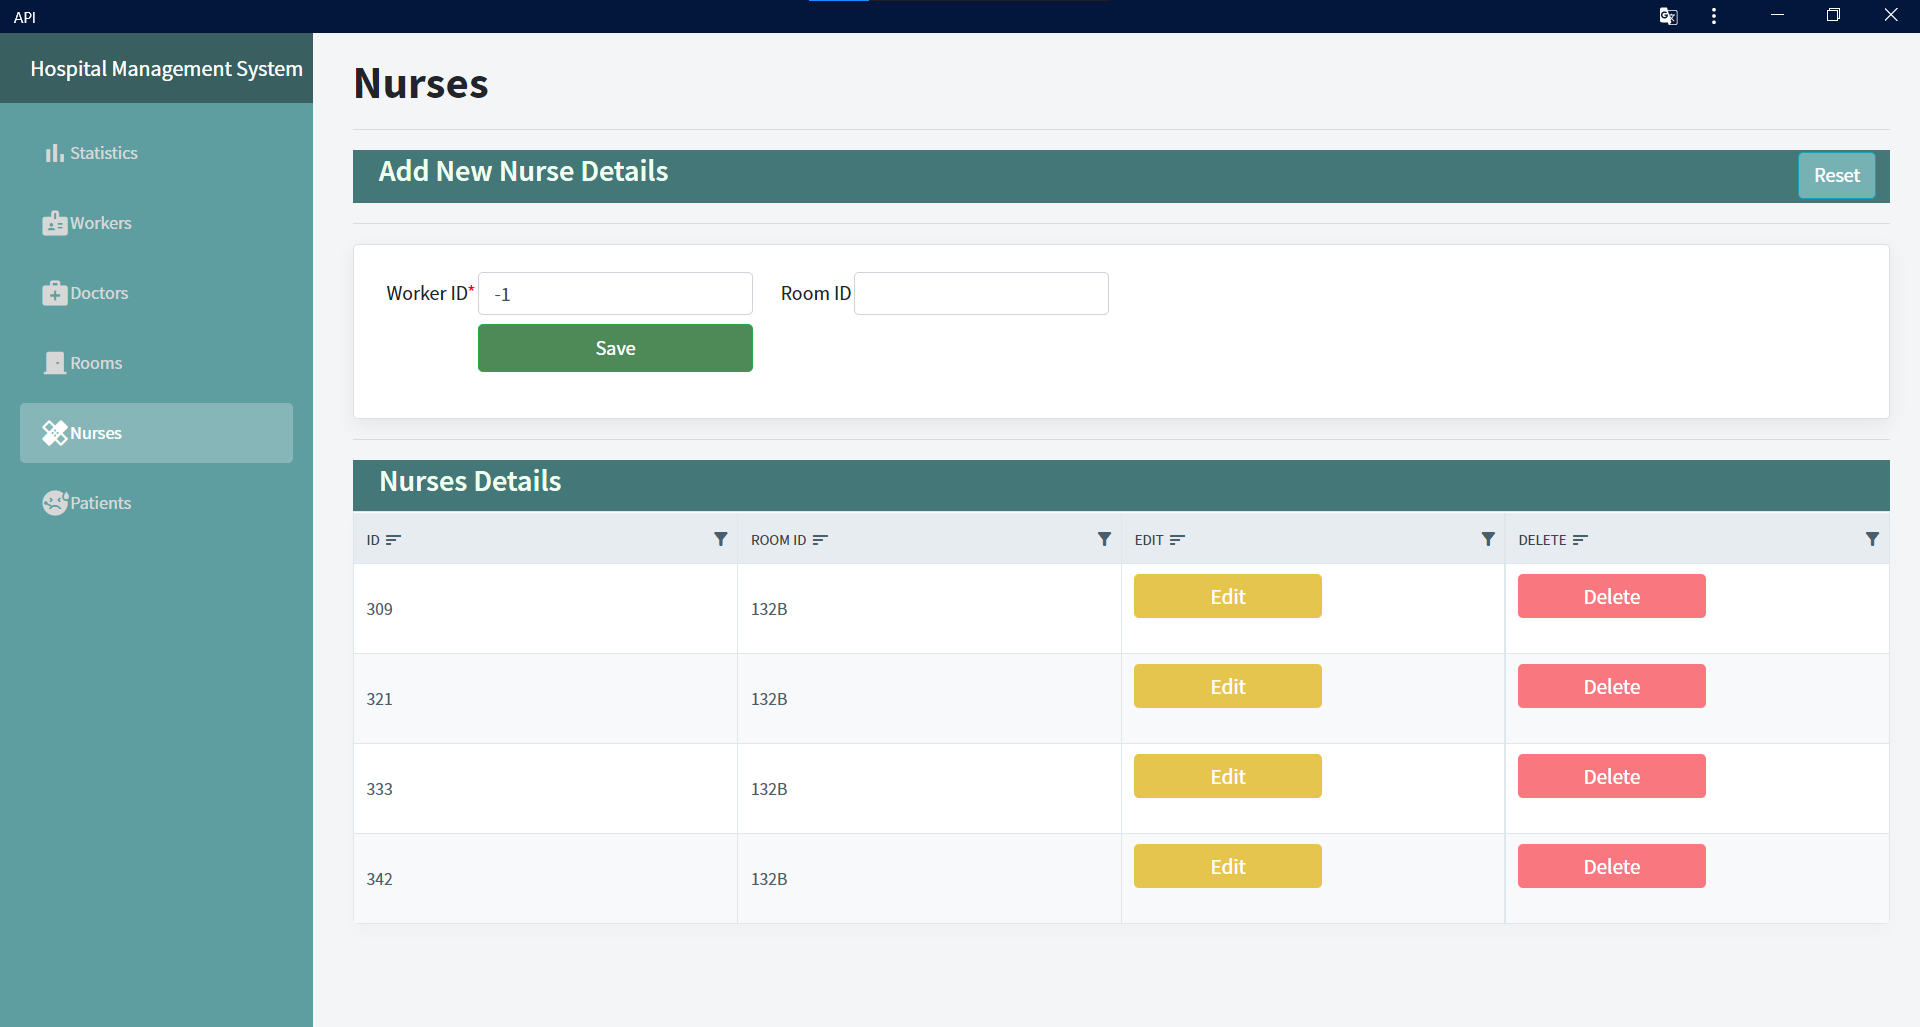 API
Hospital Management System
Statistics
Workers
Doctors
Rooms
Nurses
Patients
Nurses
Add New Nurse Details
Reset
Worker ID* -1 Room ID
Save
Nurses Details
ID ROOM ID EDIT DELETE
309 132B Edit Delete
321 132B Edit Delete
333 132B Edit Delete
342 132B Edit Delete